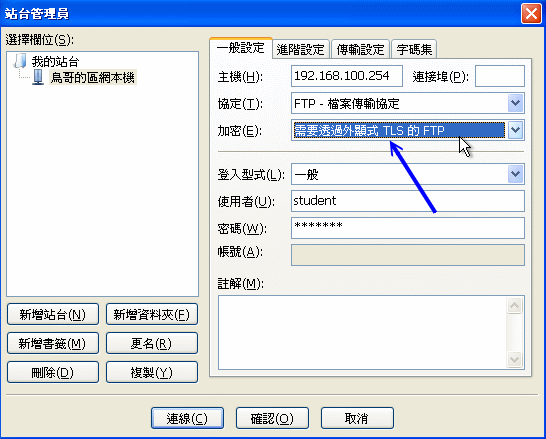 站台管理員
選擇欄位(S):
我的站台
鳥哥的區網本機
新增站台(N) 新增資料夾(F)
新增書籤(M) 更名(R)
刪除(D) 複製(Y)
一般設定 進階設定 傳輸設定 字碼集
主機(H): 192.168.100.254 連接埠(P):
協定(T): FTP - 檔案傳輸協定
加密(E): 需要透過外顯式 TLS 的 FTP
登入型式(L): 一般
使用者(U): student
密碼(W): *******
帳號(A):
註解(M):
連線(C) 確認(O) 取消